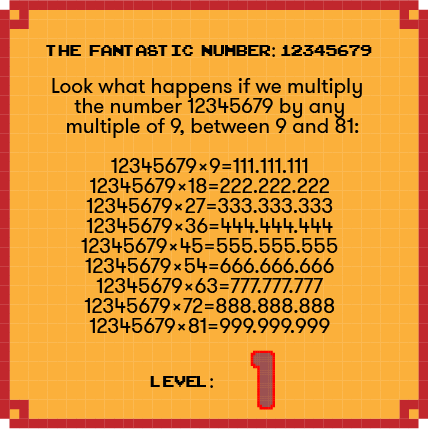 THE FANTASTIC NUMBER: 12345679
Look what happens if we multiply
the number 12345679 by any
multiple of 9, between 9 and 81:
12345679×9=111.111.111
12345679×18=222.222.222
12345679×27=333.333.333
12345679×36=444.444.444
12345679×45=555.555.555
12345679×54=666.666.666
12345679×63=777.777.777
12345679×72=888.888.888
12345679×81=999.999.999
LEVEL: 1